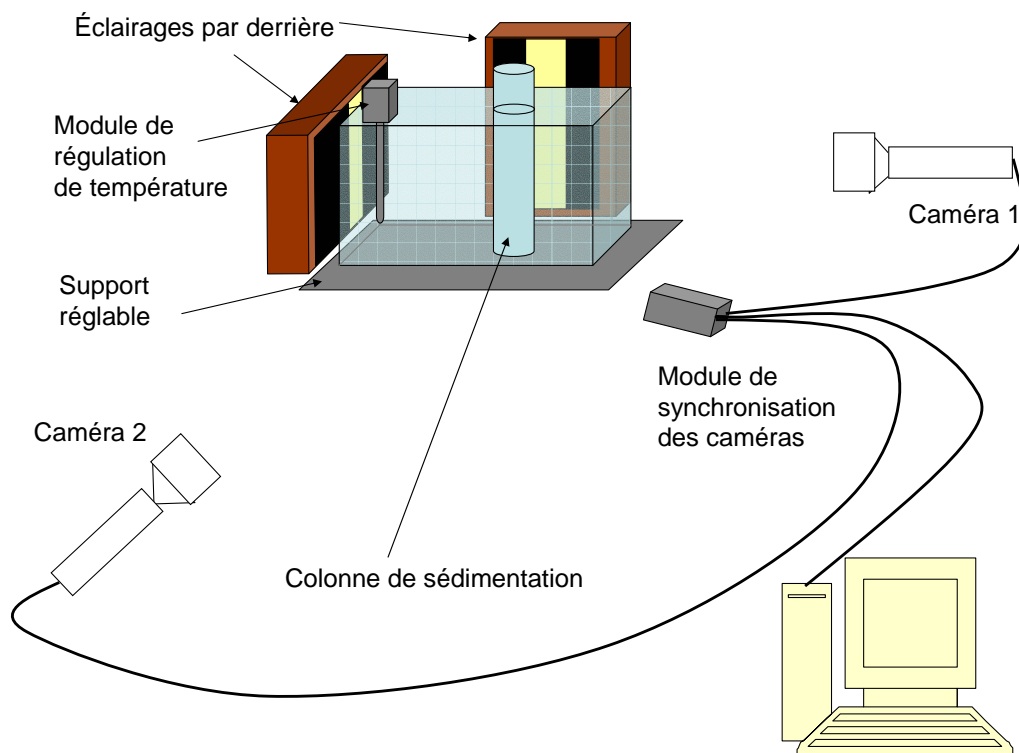 Éclairages par derrière
Module de
régulation
de température
Caméra 1
Support
réglable
Module de
synchronisation
des caméras
Caméra 2
Colonne de sédimentation